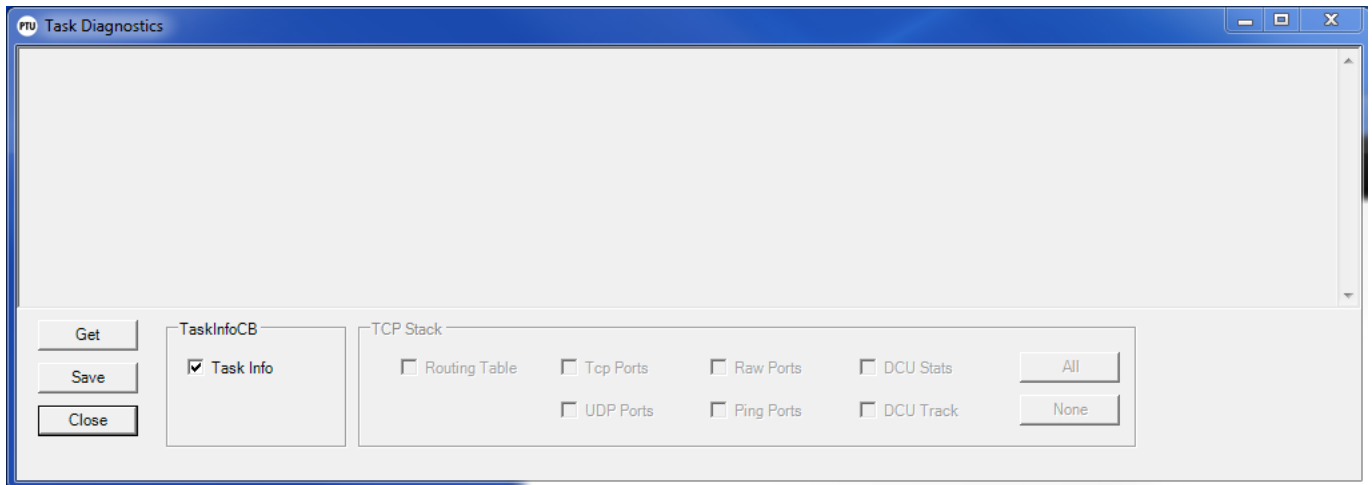 PTU Task Diagnostics
Get
Save
Close
TaskInfoCB
Task Info
TCP Stack
Routing Table Tcp Ports Raw Ports DCU Stats All
UDP Ports Ping Ports DCU Track None